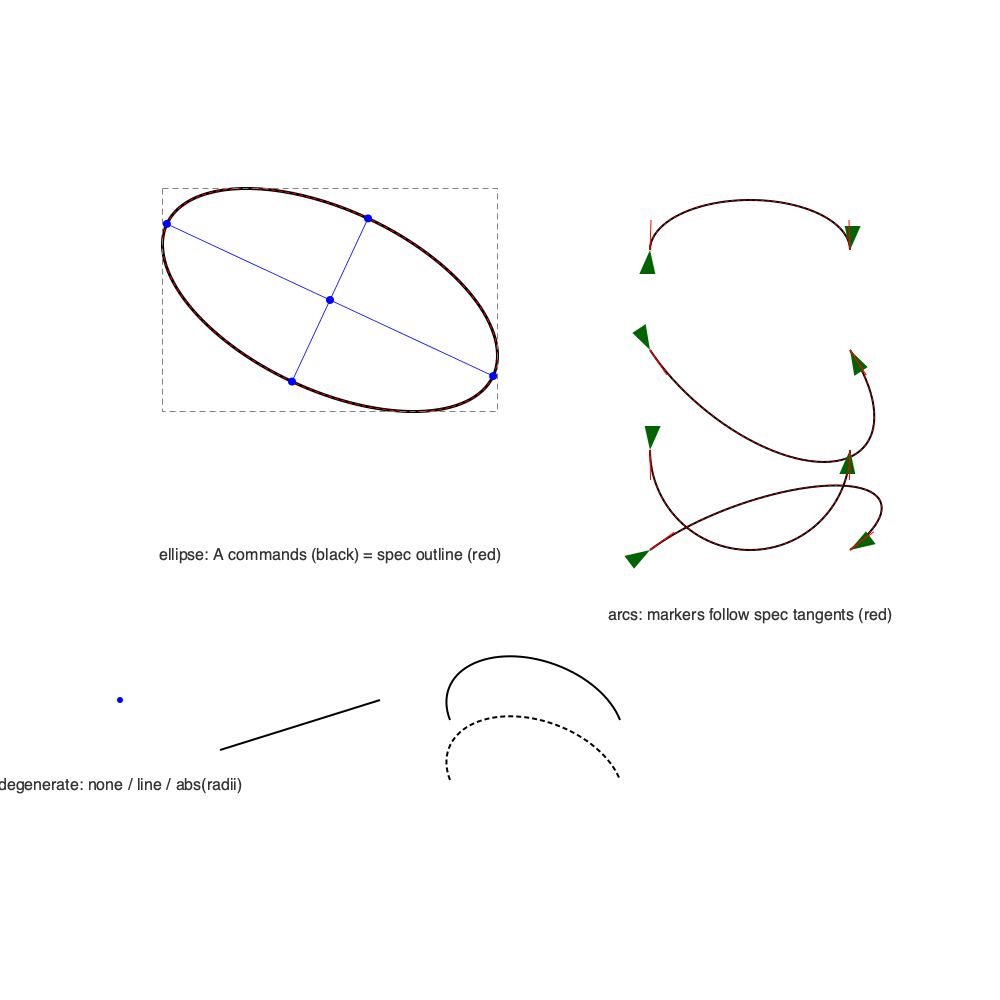 ellipse: A commands (black) = spec outline (red)
arcs: markers follow spec tangents (red)
degenerate: none / line / abs(radii)